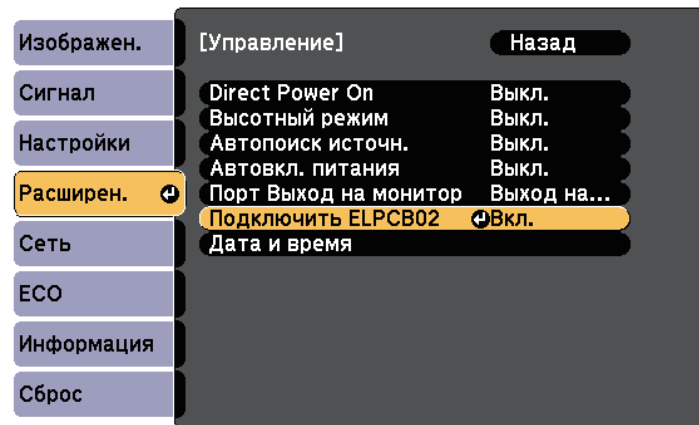 Изображен.
Сигнал
Настройки
Расширен.
Сеть
ECO
Информация
Сброс
[Управление] Назад
Direct Power On Выкл.
Высотный режим Выкл.
Автопоиск источн. Выкл.
Автовкл. питания Выкл.
Порт Выход на монитор Выход на...
Подключить ELPCB02 Вкл.
Дата и время